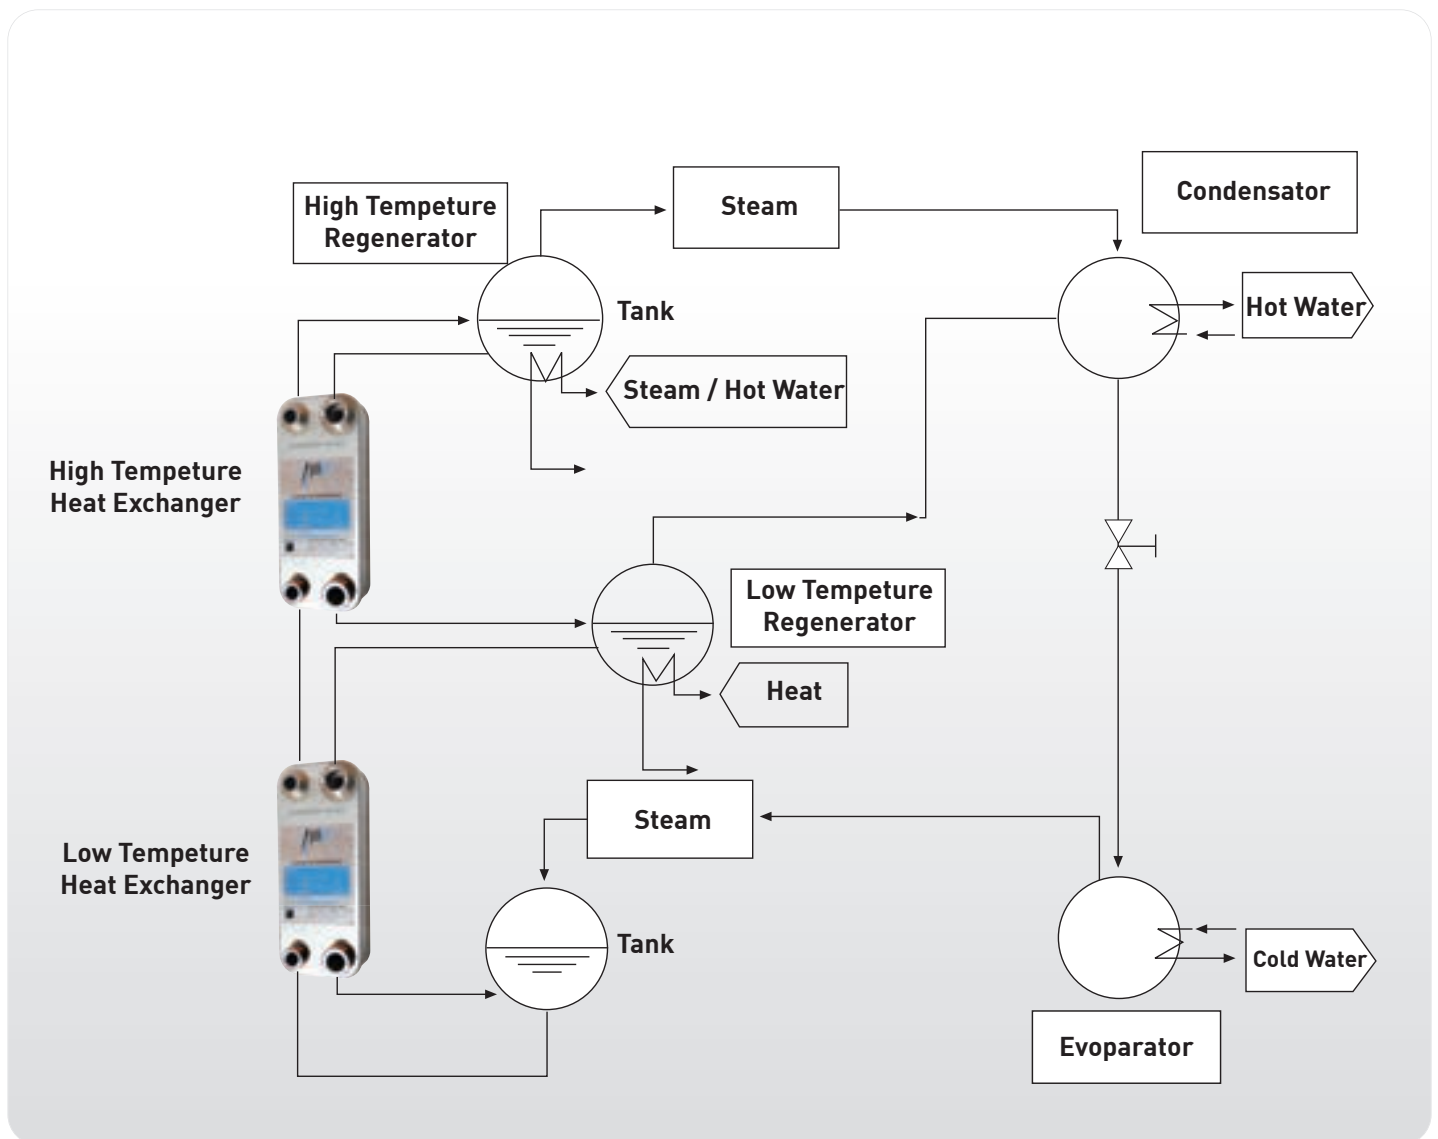 Condensator
High Tempeture
Regenerator
Steam
Tank
Hot Water
Steam / Hot Water
High Tempeture
Heat Exchanger
Low Tempeture
Regenerator
Heat
Steam
Low Tempeture
Heat Exchanger
Tank
Cold Water
Evoparator